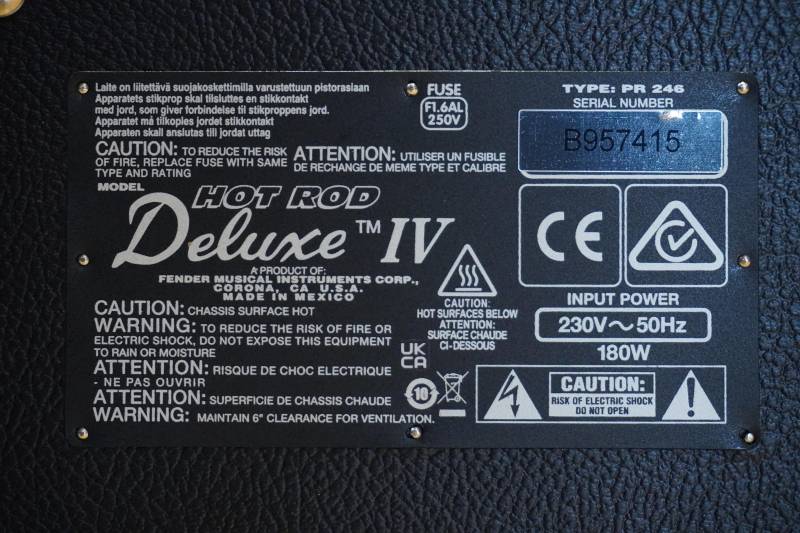 Laite on liitettävä suojakoskettimilla varustettuun pistorasiaan
Apparatets stikprop skal tilsluttes en stikkontakt
med jord, som giver forbindelse til stikproppens jord.
Apparatet må tilkoples jordet stikkontakt
Apparaten skall anslutas till jordat uttag
FUSE
F1.6AL
250V
TYPE: PR 246
SERIAL NUMBER
B957415
CAUTION: TO REDUCE THE RISK
OF FIRE, REPLACE FUSE WITH SAME
TYPE AND RATING
ATTENTION: UTILISER UN FUSIBLE
DE RECHANGE DE MEME TYPE ET CALIBRE
MODEL
HOT ROD
Deluxe™ IV
A PRODUCT OF:
FENDER MUSICAL INSTRUMENTS CORP.,
CORONA, CA U.S.A.
MADE IN MEXICO
CE
CAUTION:
HOT SURFACES BELOW
ATTENTION:
SURFACE CHAUDE
CI-DESSOUS
INPUT POWER
230V~50Hz
180W
CAUTION: CHASSIS SURFACE HOT
WARNING: TO REDUCE THE RISK OF FIRE OR
ELECTRIC SHOCK, DO NOT EXPOSE THIS EQUIPMENT
TO RAIN OR MOISTURE
ATTENTION: RISQUE DE CHOC ELECTRIQUE
- NE PAS OUVRIR
ATTENTION: SUPERFICIE DE CHASSIS CHAUDE
WARNING: MAINTAIN 6" CLEARANCE FOR VENTILATION.
UK
CA
10
CAUTION:
RISK OF ELECTRIC SHOCK
DO NOT OPEN